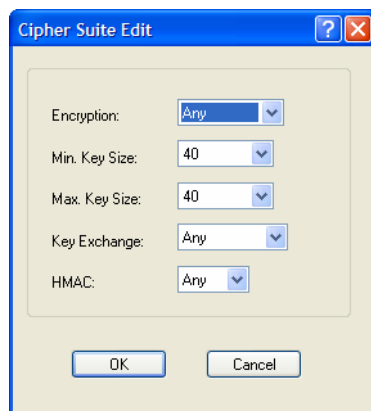 Cipher Suite Edit
Encryption: Any
Min. Key Size: 40
Max. Key Size: 40
Key Exchange: Any
HMAC: Any
OK Cancel